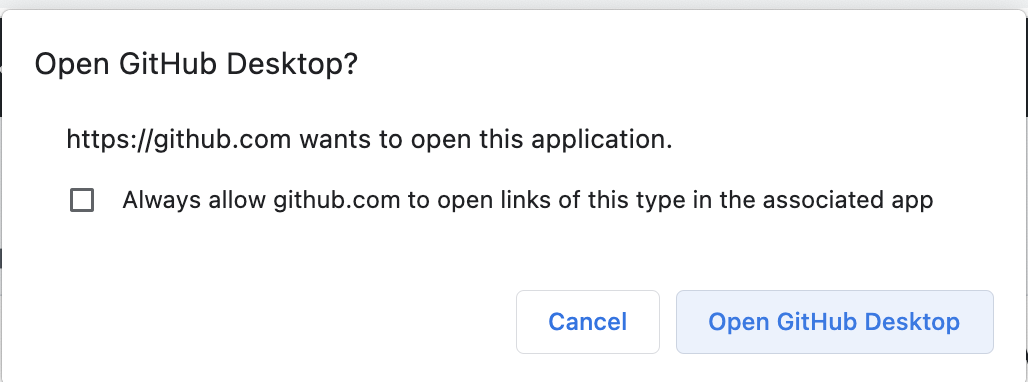 Open GitHub Desktop?
https://github.com wants to open this application.
Always allow github.com to open links of this type in the associated app
Cancel
Open GitHub Desktop